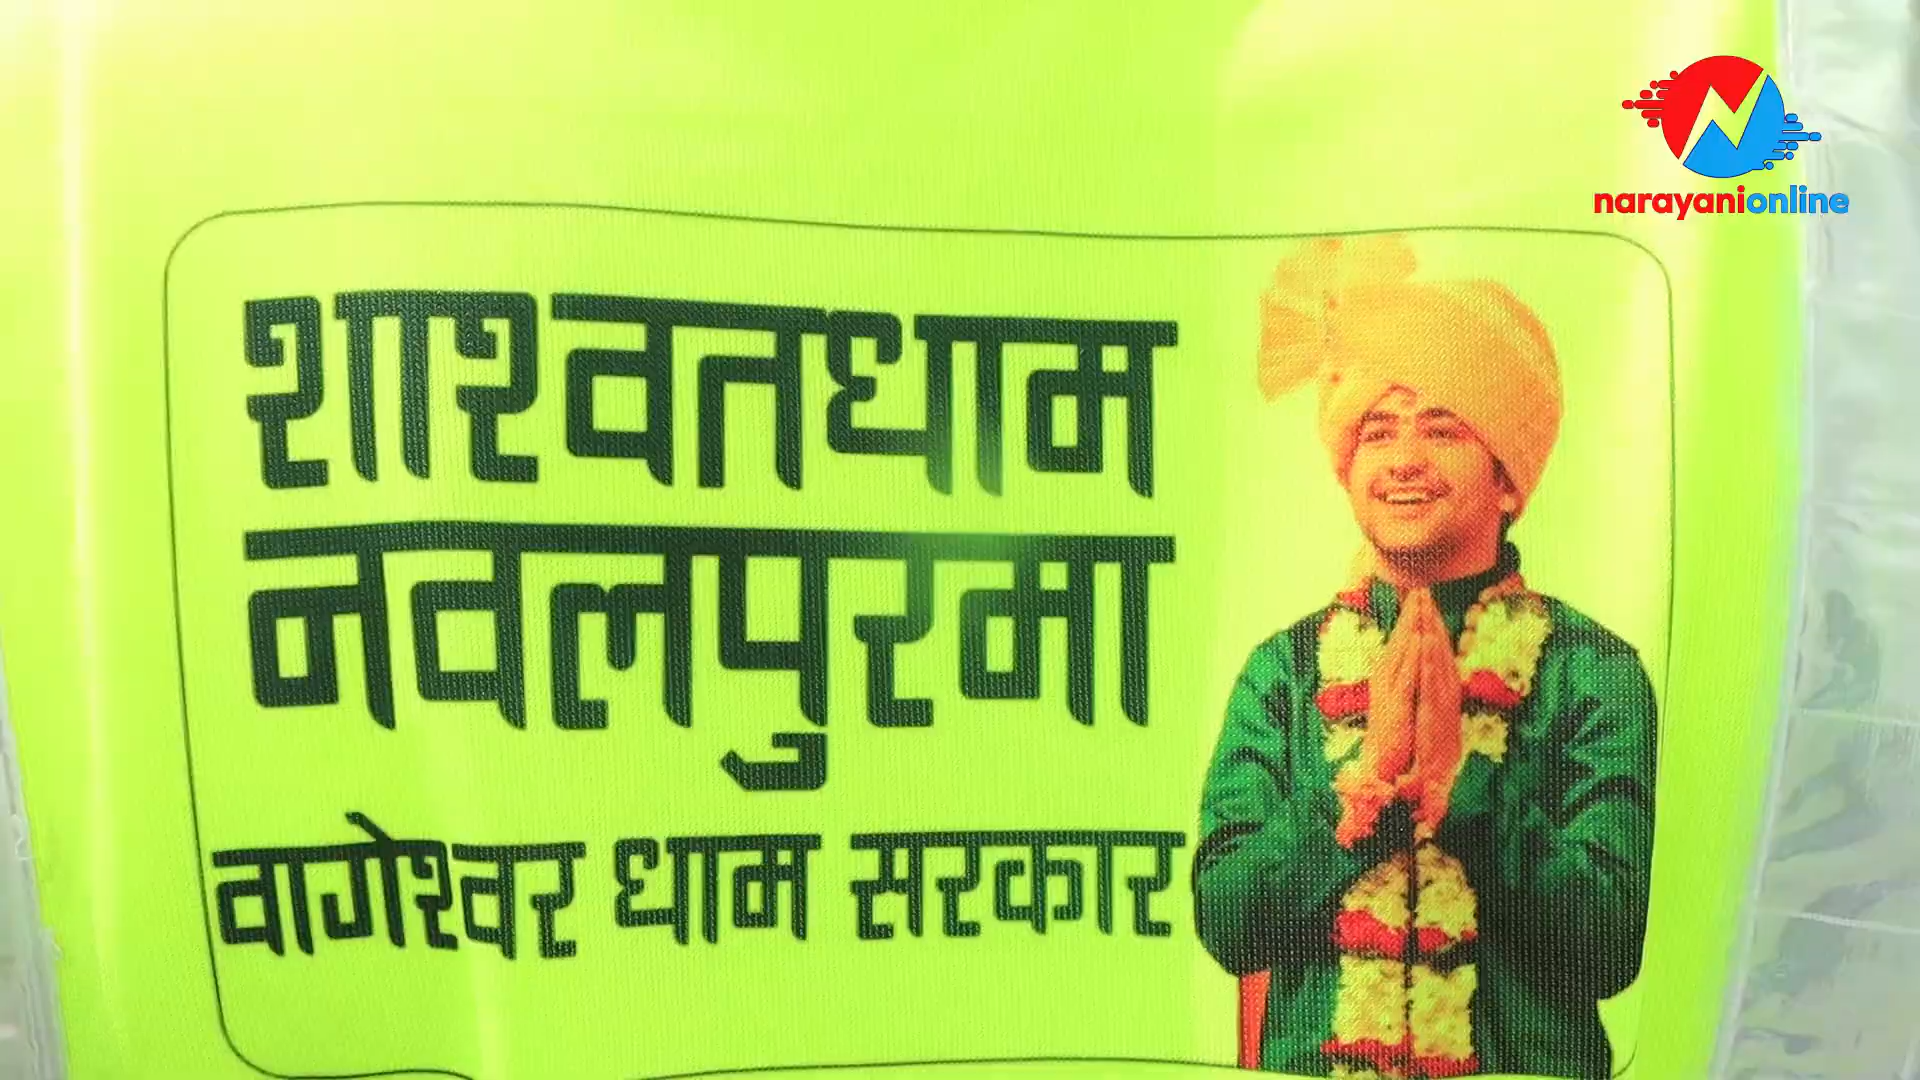 narayanionline
शाश्वतधाम
नवलपुरमा
वागेश्वर धाम सरकार